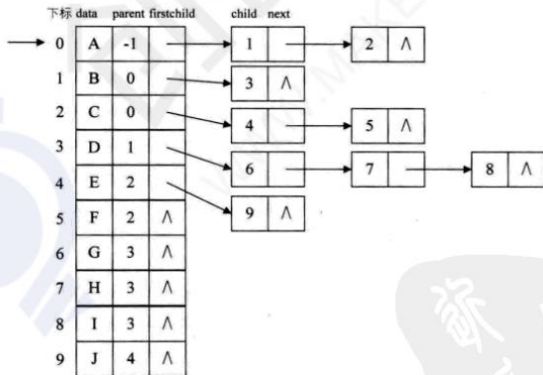 下标 data parent firstchild child next
0 A -1 1 2 ∧
1 B 0 3 ∧
2 C 0 4 5 ∧
3 D 1 6 7 8 ∧
4 E 2 9 ∧
5 F 2 ∧
6 G 3 ∧
7 H 3 ∧
8 I 3 ∧
9 J 4 ∧